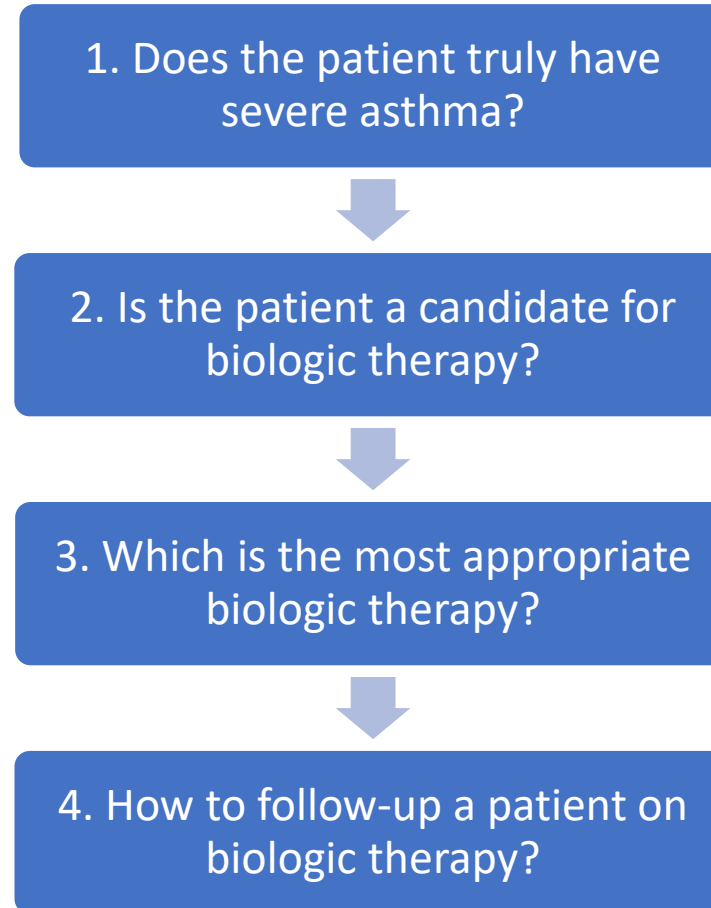 1. Does the patient truly have
severe asthma?
2. Is the patient a candidate for
biologic therapy?
3. Which is the most appropriate
biologic therapy?
4. How to follow-up a patient on
biologic therapy?